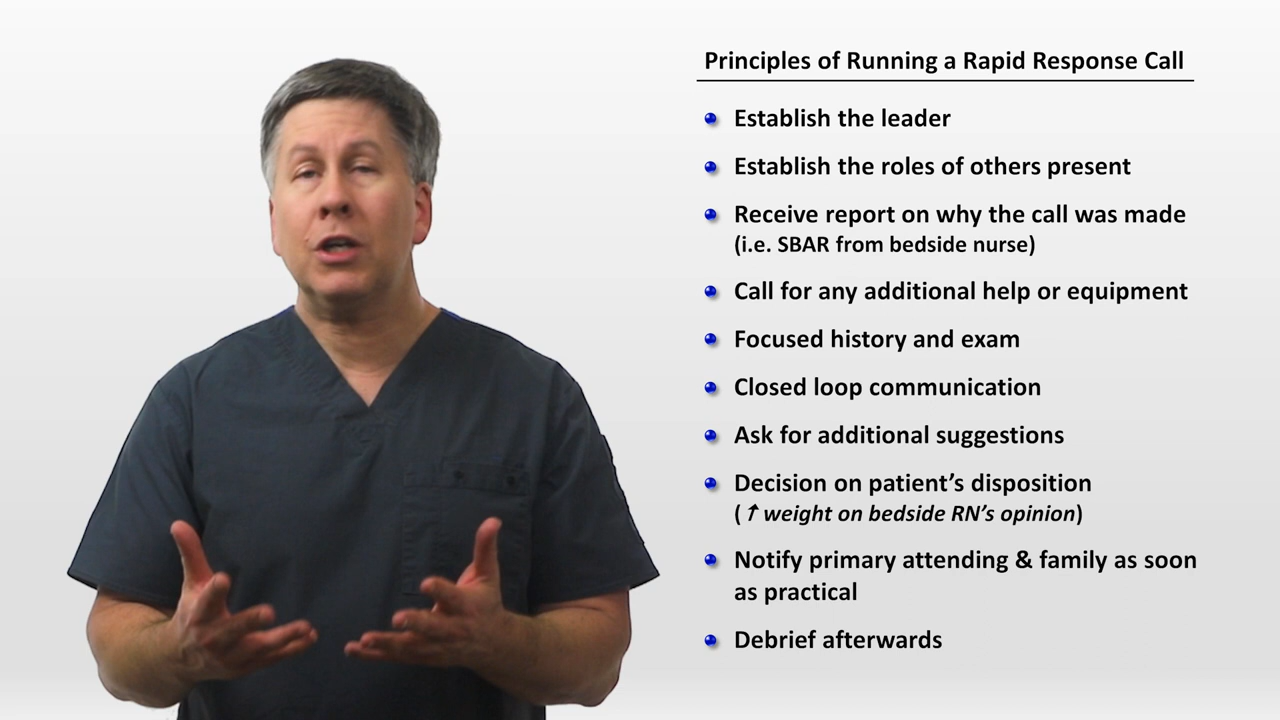 Principles of Running a Rapid Response Call
Establish the leader
Establish the roles of others present
Receive report on why the call was made
(i.e. SBAR from bedside nurse)
Call for any additional help or equipment
Focused history and exam
Closed loop communication
Ask for additional suggestions
Decision on patient’s disposition
(↑ weight on bedside RN’s opinion)
Notify primary attending & family as soon
as practical
Debrief afterwards